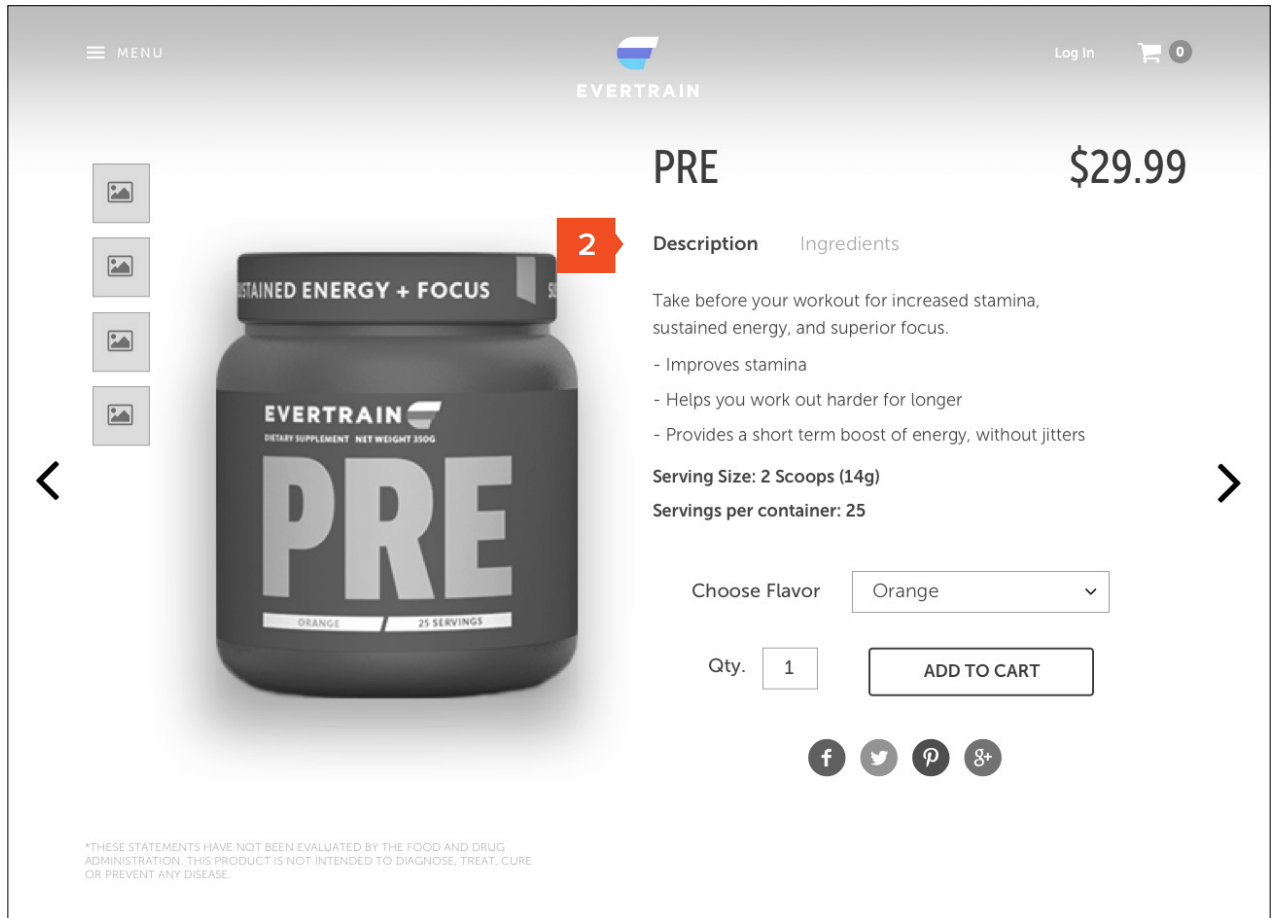 MENU
EVERTRAIN
Log In
0
PRE
$29.99
2
Description
Ingredients
STAINED ENERGY + FOCUS
Take before your workout for increased stamina,
sustained energy, and superior focus.
- Improves stamina
- Helps you work out harder for longer
- Provides a short term boost of energy, without jitters
Serving Size: 2 Scoops (14g)
Servings per container: 25
EVERTRAIN
DIETARY SUPPLEMENT NET WEIGHT 350G
PRE
ORANGE
25 SERVINGS
Choose Flavor
Orange
Qty.
1
ADD TO CART
f
g+
*THESE STATEMENTS HAVE NOT BEEN EVALUATED BY THE FOOD AND DRUG
ADMINISTRATION. THIS PRODUCT IS NOT INTENDED TO DIAGNOSE, TREAT, CURE
OR PREVENT ANY DISEASE.